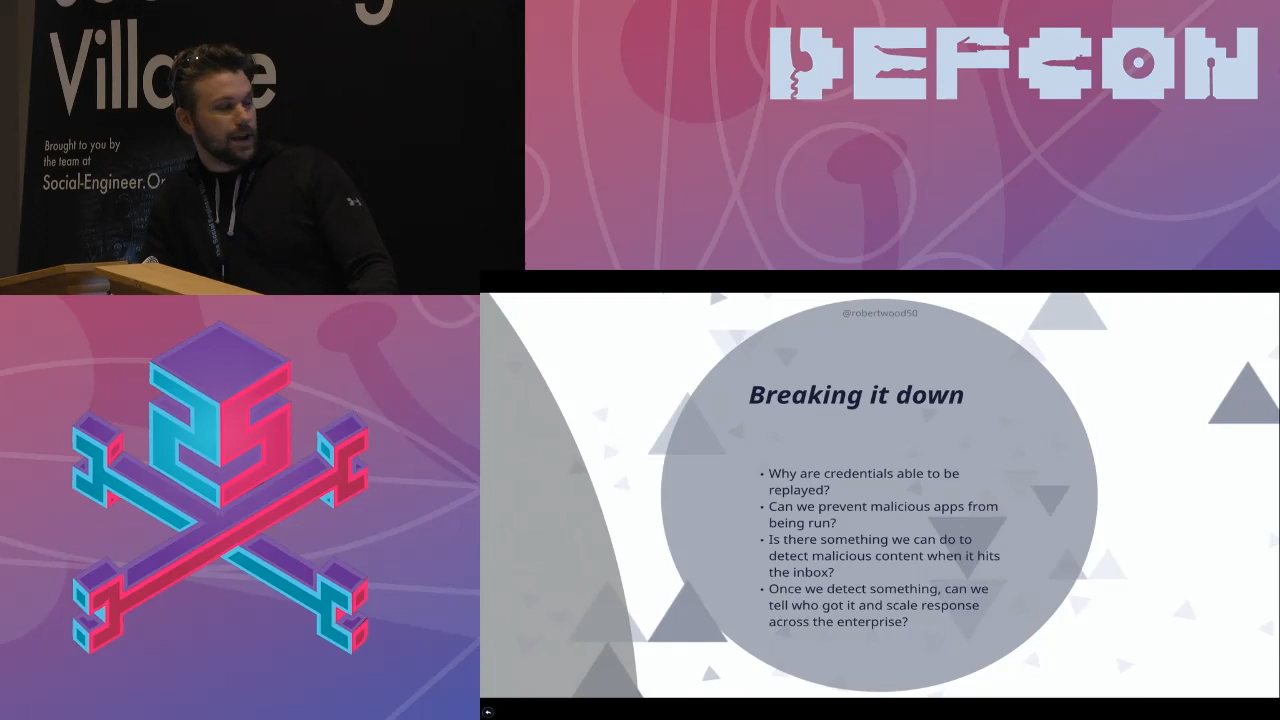 Village
Brought to you by
the team at
Social-Engineer.Or
DEFCON
@robertwood50
Breaking it down
• Why are credentials able to be
replayed?
• Can we prevent malicious apps from
being run?
• Is there something we can do to
detect malicious content when it hits
the inbox?
• Once we detect something, can we
tell who got it and scale response
across the enterprise?